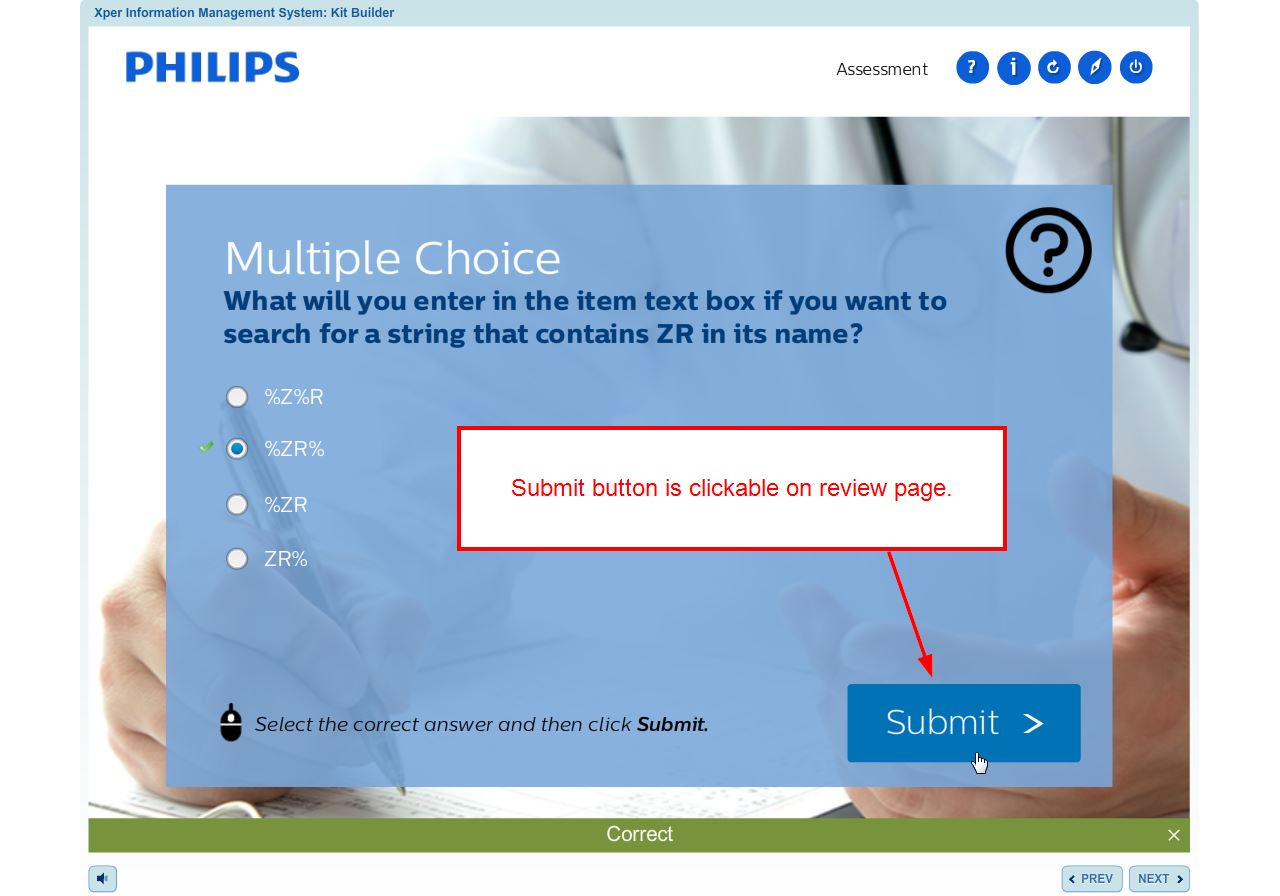 Xper Information Management System: Kit Builder
PHILIPS
Assessment
Multiple Choice
What will you enter in the item text box if you want to
search for a string that contains ZR in its name?
%Z%R
%ZR%
%ZR
ZR%
Submit button is clickable on review page.
Select the correct answer and then click Submit.
Submit >
Correct
PREV
NEXT